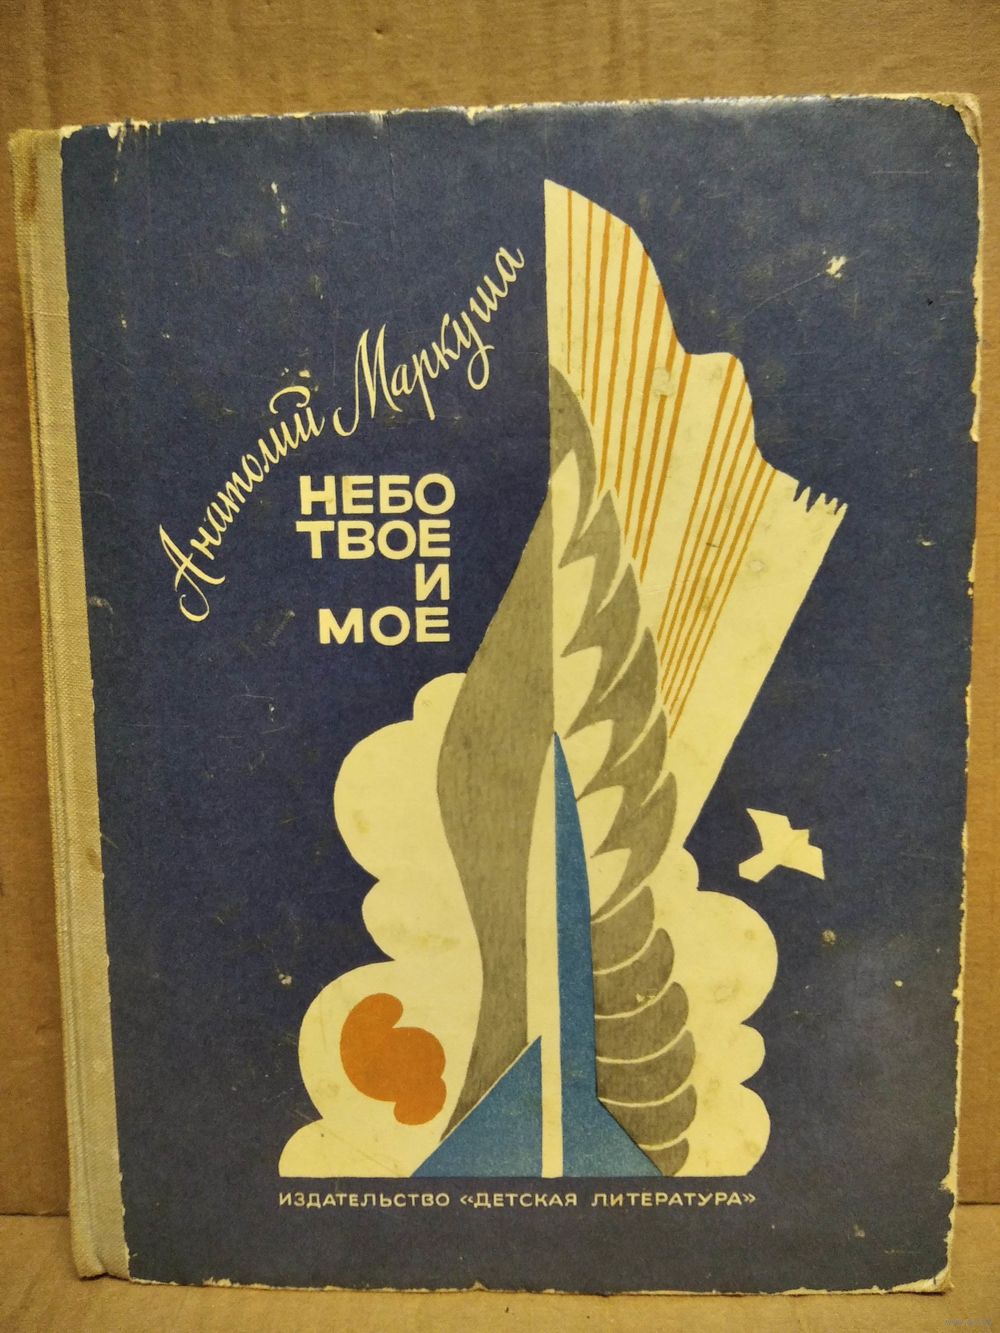 Анатолий Маркуша
НЕБО
ТВОЕ
И
МОЕ
ИЗДАТЕЛЬСТВО «ДЕТСКАЯ ЛИТЕРАТУРА»